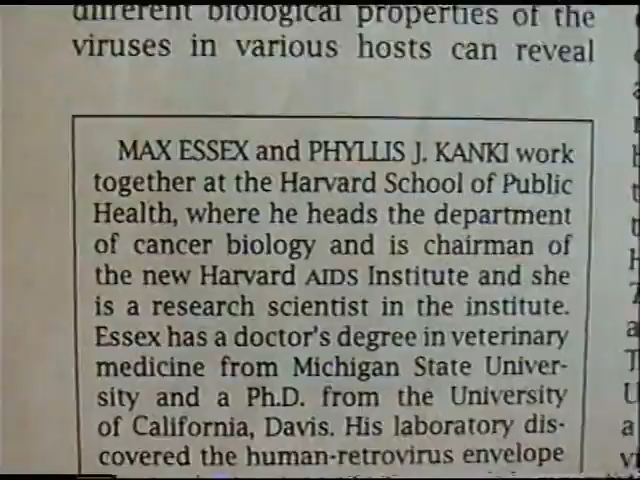 different biological properties of the
viruses in various hosts can reveal
MAX ESSEX and PHYLLIS J. KANKI work
together at the Harvard School of Public
Health, where he heads the department
of cancer biology and is chairman of
the new Harvard AIDS Institute and she
is a research scientist in the institute.
Essex has a doctor's degree in veterinary
medicine from Michigan State Univer-
sity and a Ph.D. from the University
of California, Davis. His laboratory dis-
covered the human-retrovirus envelope